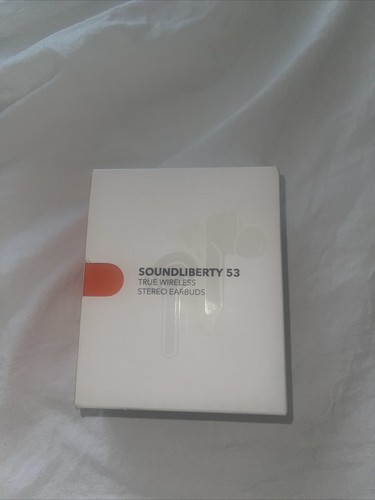 SOUNDLIBERTY 53
TRUE WIRELESS
STEREO EARBUDS